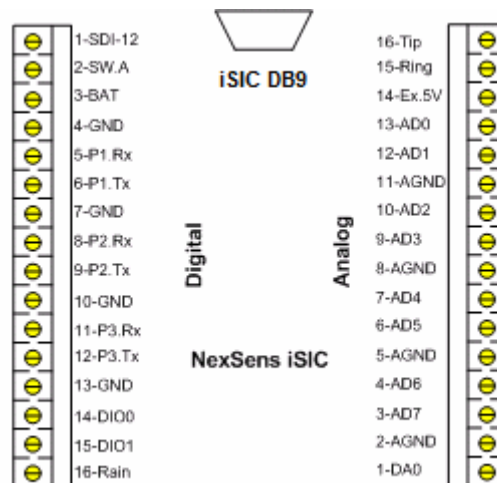 iSIC DB9
1-SDI-12
2-SW.A
3-BAT
4-GND
5-P1.Rx
6-P1.Tx
7-GND
8-P2.Rx
9-P2.Tx
10-GND
11-P3.Rx
12-P3.Tx
13-GND
14-DIO0
15-DIO1
16-Rain
Digital
Analog
NexSens iSIC
16-Tip
15-Ring
14-Ex.5V
13-AD0
12-AD1
11-AGND
10-AD2
9-AD3
8-AGND
7-AD4
6-AD5
5-AGND
4-AD6
3-AD7
2-AGND
1-DA0